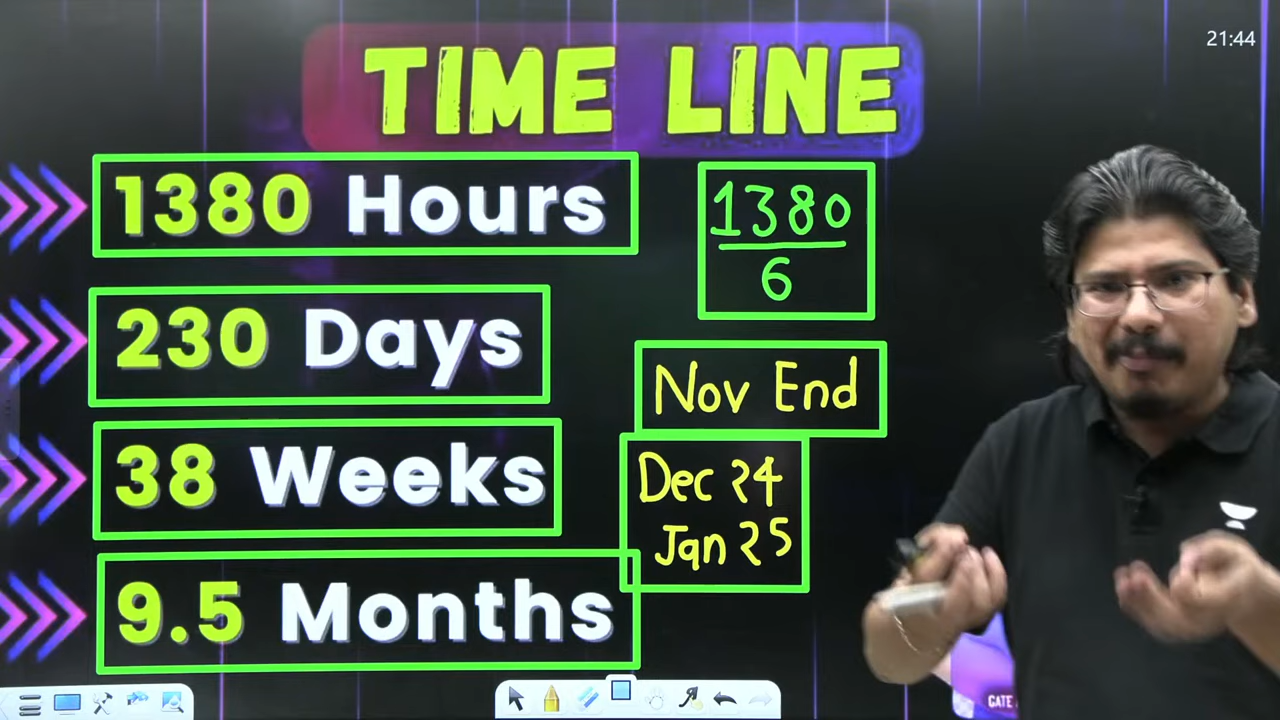 21:44
TIME LINE
1380 Hours
1380
6
230 Days
Nov End
38 Weeks
Dec 24
Jan 25
9.5 Months
GATE